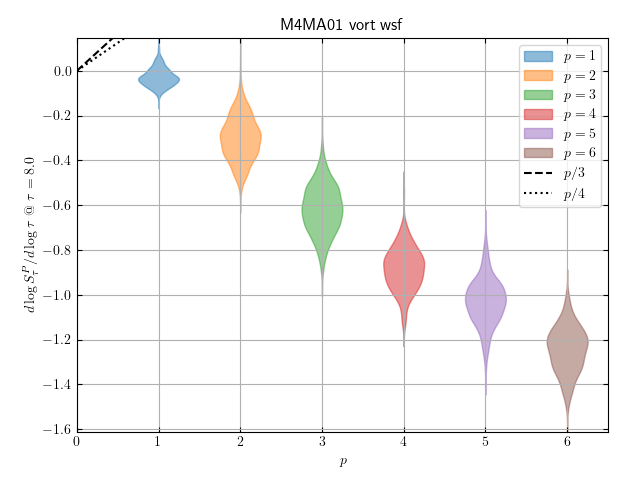 M4MA01 vort wsf
d log S_τ^P / d log τ @ τ = 8.0
0.0
−0.2
−0.4
−0.6
−0.8
−1.0
−1.2
−1.4
−1.6
0 1 2 3 4 5 6
p
p = 1
p = 2
p = 3
p = 4
p = 5
p = 6
p/3
p/4